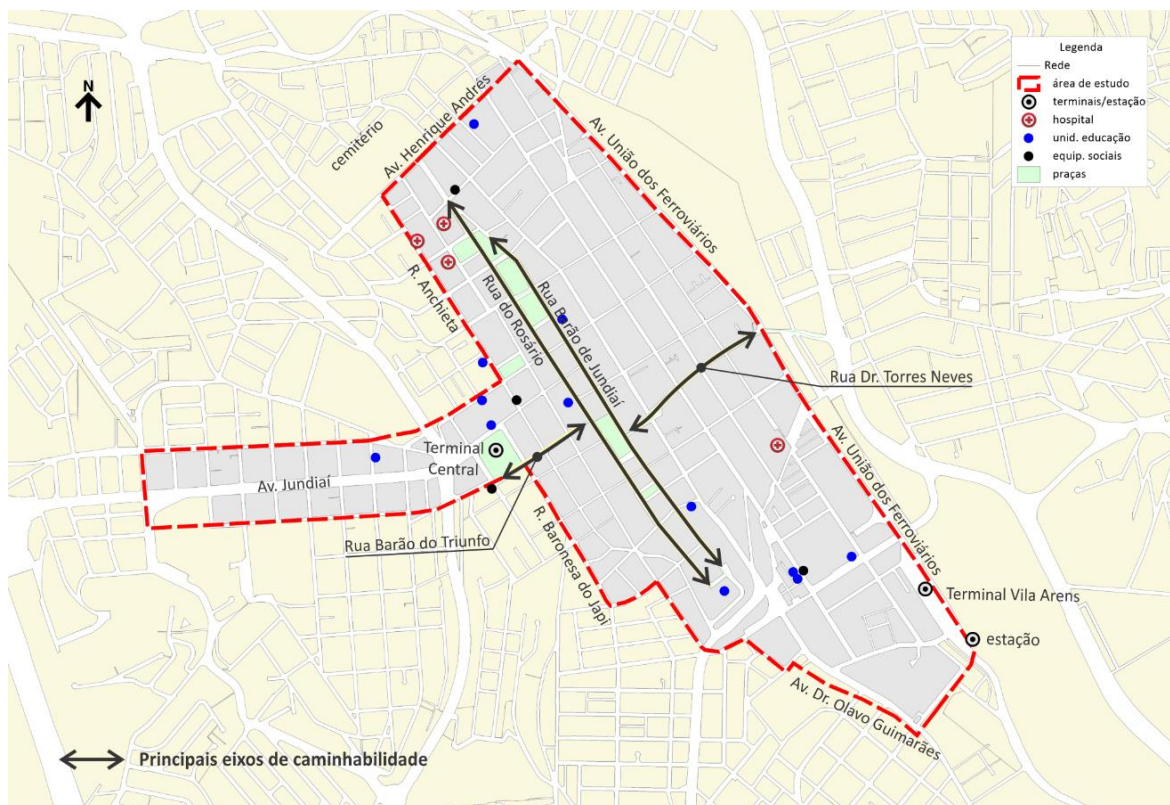 N
cemitério
Av. Henrique Andrés
Av. União dos Ferroviários
Legenda
Rede
área de estudo
terminais/estação
hospital
unid. educação
equip. sociais
praças
R. Anchieta
Rua do Rosário
Rua Barão de Jundiaí
Rua Dr. Torres Neves
Terminal
Central
Av. Jundiaí
Rua Barão do Triunfo
R. Baronesa do Japi
Av. União dos Ferroviários
Terminal Vila Arens
estação
Av. Dr. Olavo Guimarães
Principais eixos de caminhabilidade